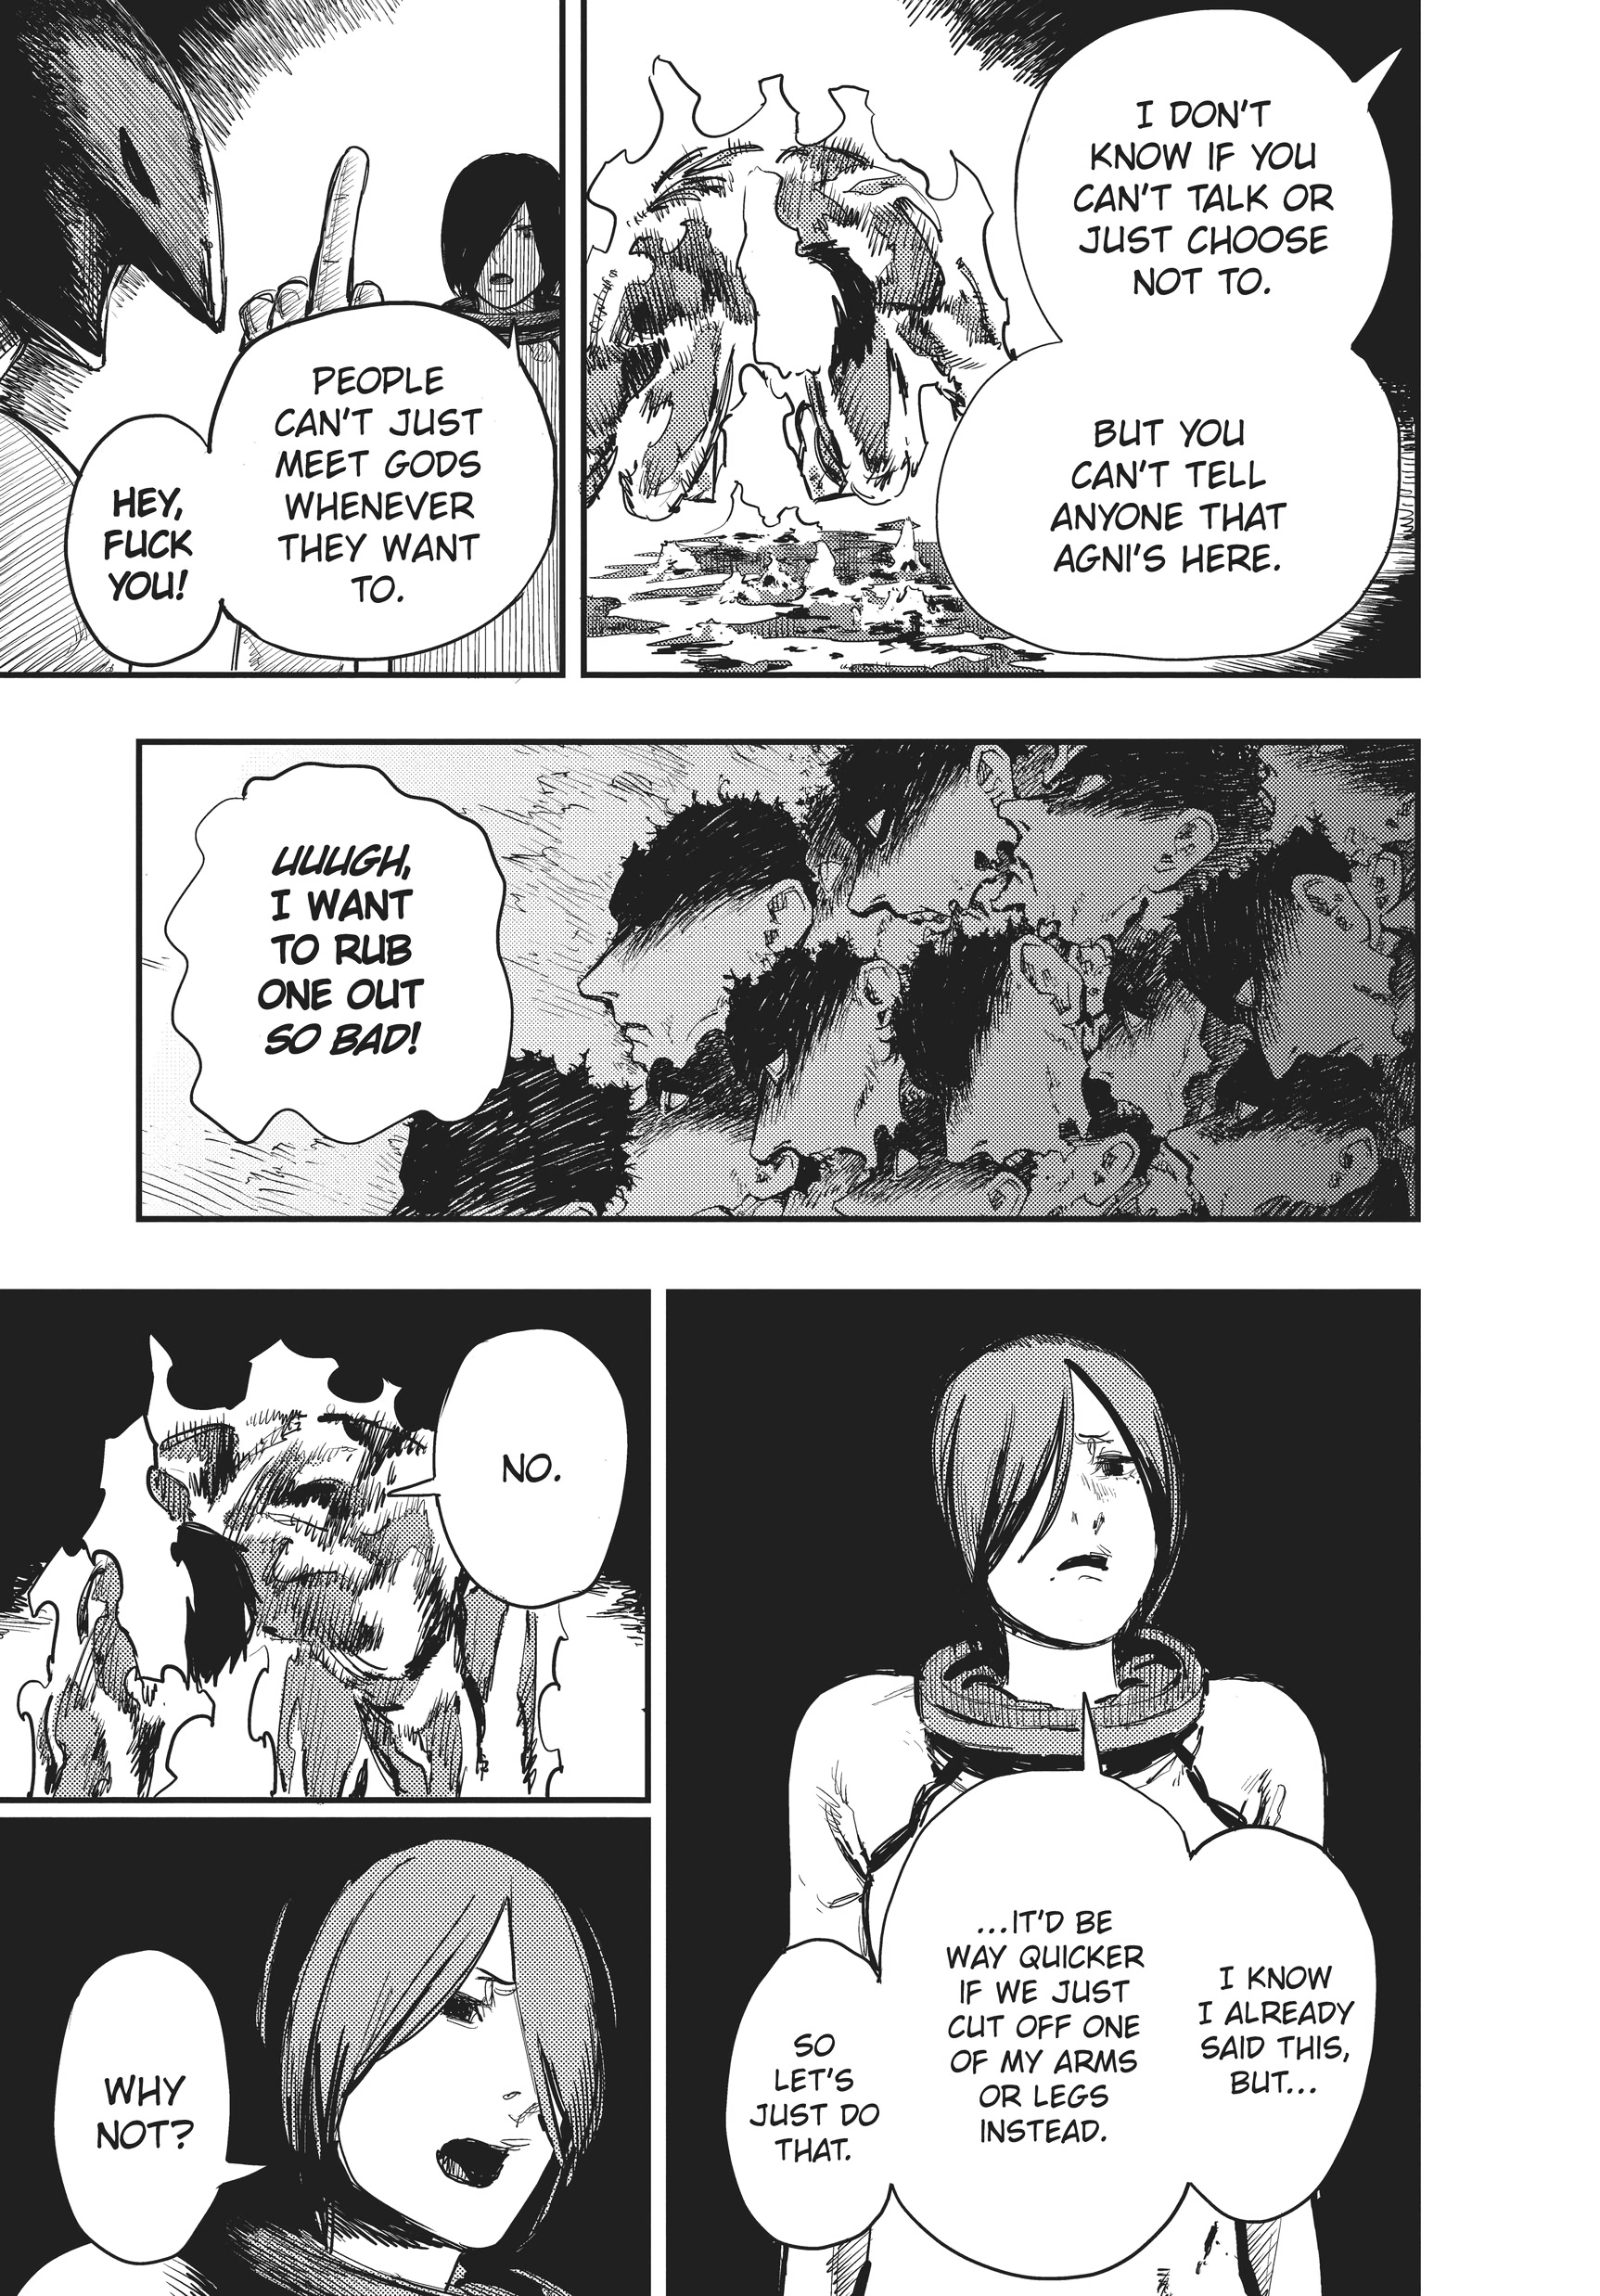 I DON'T
KNOW IF YOU
CAN'T TALK OR
JUST CHOOSE
NOT TO.
BUT YOU
CAN'T TELL
ANYONE THAT
AGNI'S HERE.
PEOPLE
CAN'T JUST
MEET GODS
WHENEVER
THEY WANT
TO.
HEY,
FUCK
YOU!
UUUGH,
I WANT
TO RUB
ONE OUT
SO BAD!
I KNOW
I ALREADY
SAID THIS,
BUT...
...IT'D BE
WAY QUICKER
IF WE JUST
CUT OFF ONE
OF MY ARMS
OR LEGS
INSTEAD.
SO
LET'S
JUST DO
THAT.
NO.
WHY
NOT?